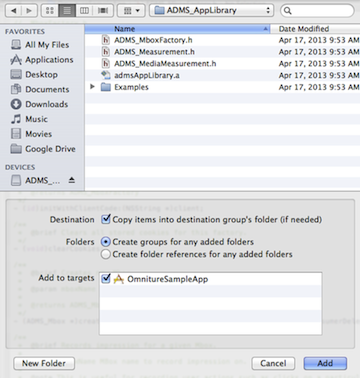 ADMS_AppLibrary
FAVORITES
All My Files
Applications
Desktop
Documents
Downloads
Music
Movies
Google Drive
DEVICES
ADMS_...
Name
Date Modified
ADMS_MboxFactory.h
Apr 17, 2013 9:53 AM
ADMS_Measurement.h
Apr 17, 2013 9:53 AM
ADMS_MediaMeasurement.h
Apr 17, 2013 9:53 AM
admsAppLibrary.a
Apr 17, 2013 9:53 AM
Examples
Apr 17, 2013 9:53 AM
Destination
Copy items into destination group's folder (if needed)
Folders
Create groups for any added folders
Create folder references for any added folders
Add to targets
OmnitureSampleApp
New Folder
Cancel
Add